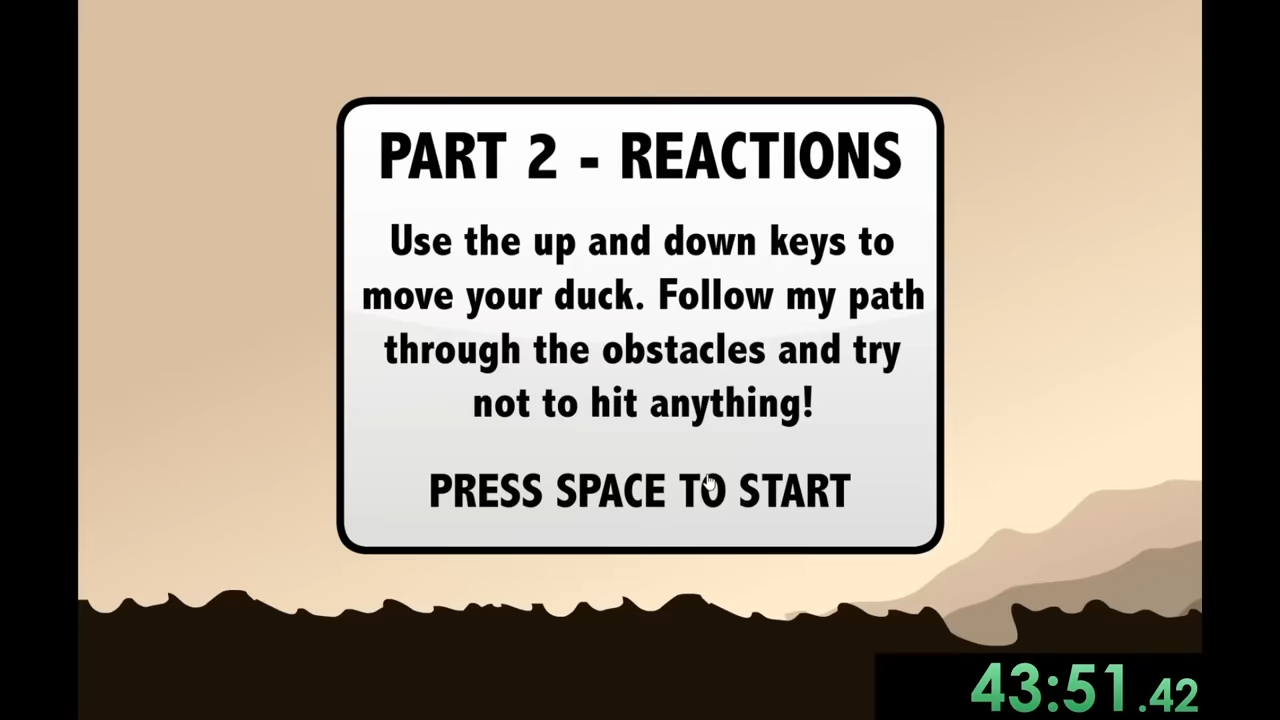 PART 2 - REACTIONS
Use the up and down keys to
move your duck. Follow my path
through the obstacles and try
not to hit anything!
PRESS SPACE TO START
43:51.42